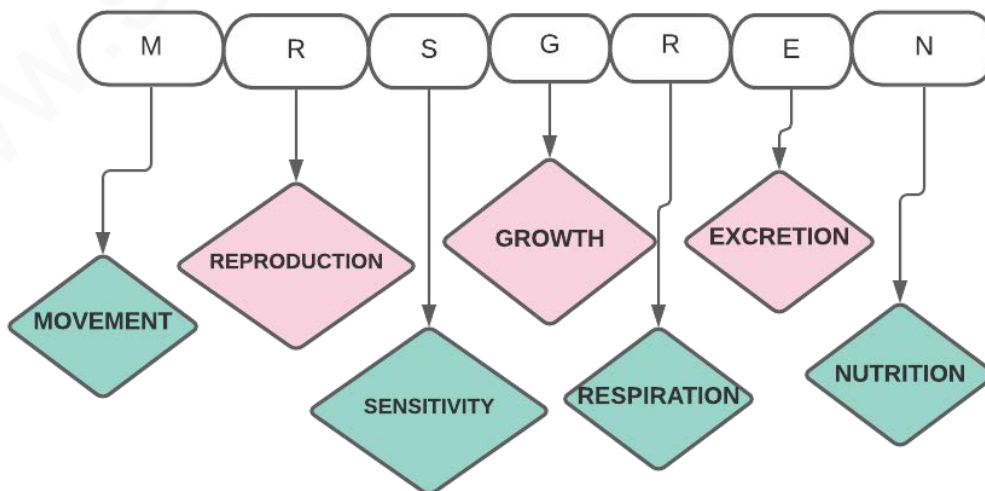 M R S G R E N
MOVEMENT
REPRODUCTION
SENSITIVITY
GROWTH
RESPIRATION
EXCRETION
NUTRITION